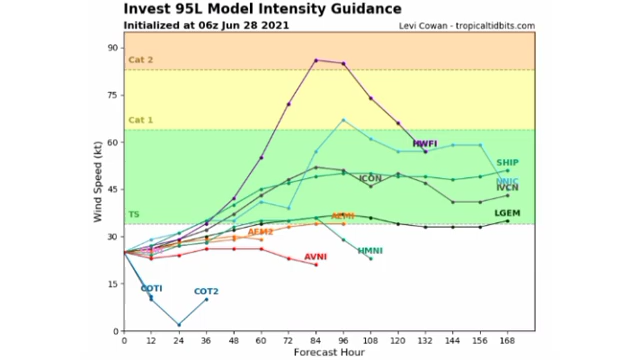 Invest 95L Model Intensity Guidance
Initialized at 06z Jun 28 2021
Levi Cowan - tropicaltidbits.com
90
Cat 2
75
Cat 1
60
HWFI
SHIP
ICON
NNIC
IVCN
45
LGEM
TS
AEMI
30
AEM2
HMNI
AVNI
15
COTI
COT2
0
0 12 24 36 48 60 72 84 96 108 120 132 144 156 168
Wind Speed (kt)
Forecast Hour